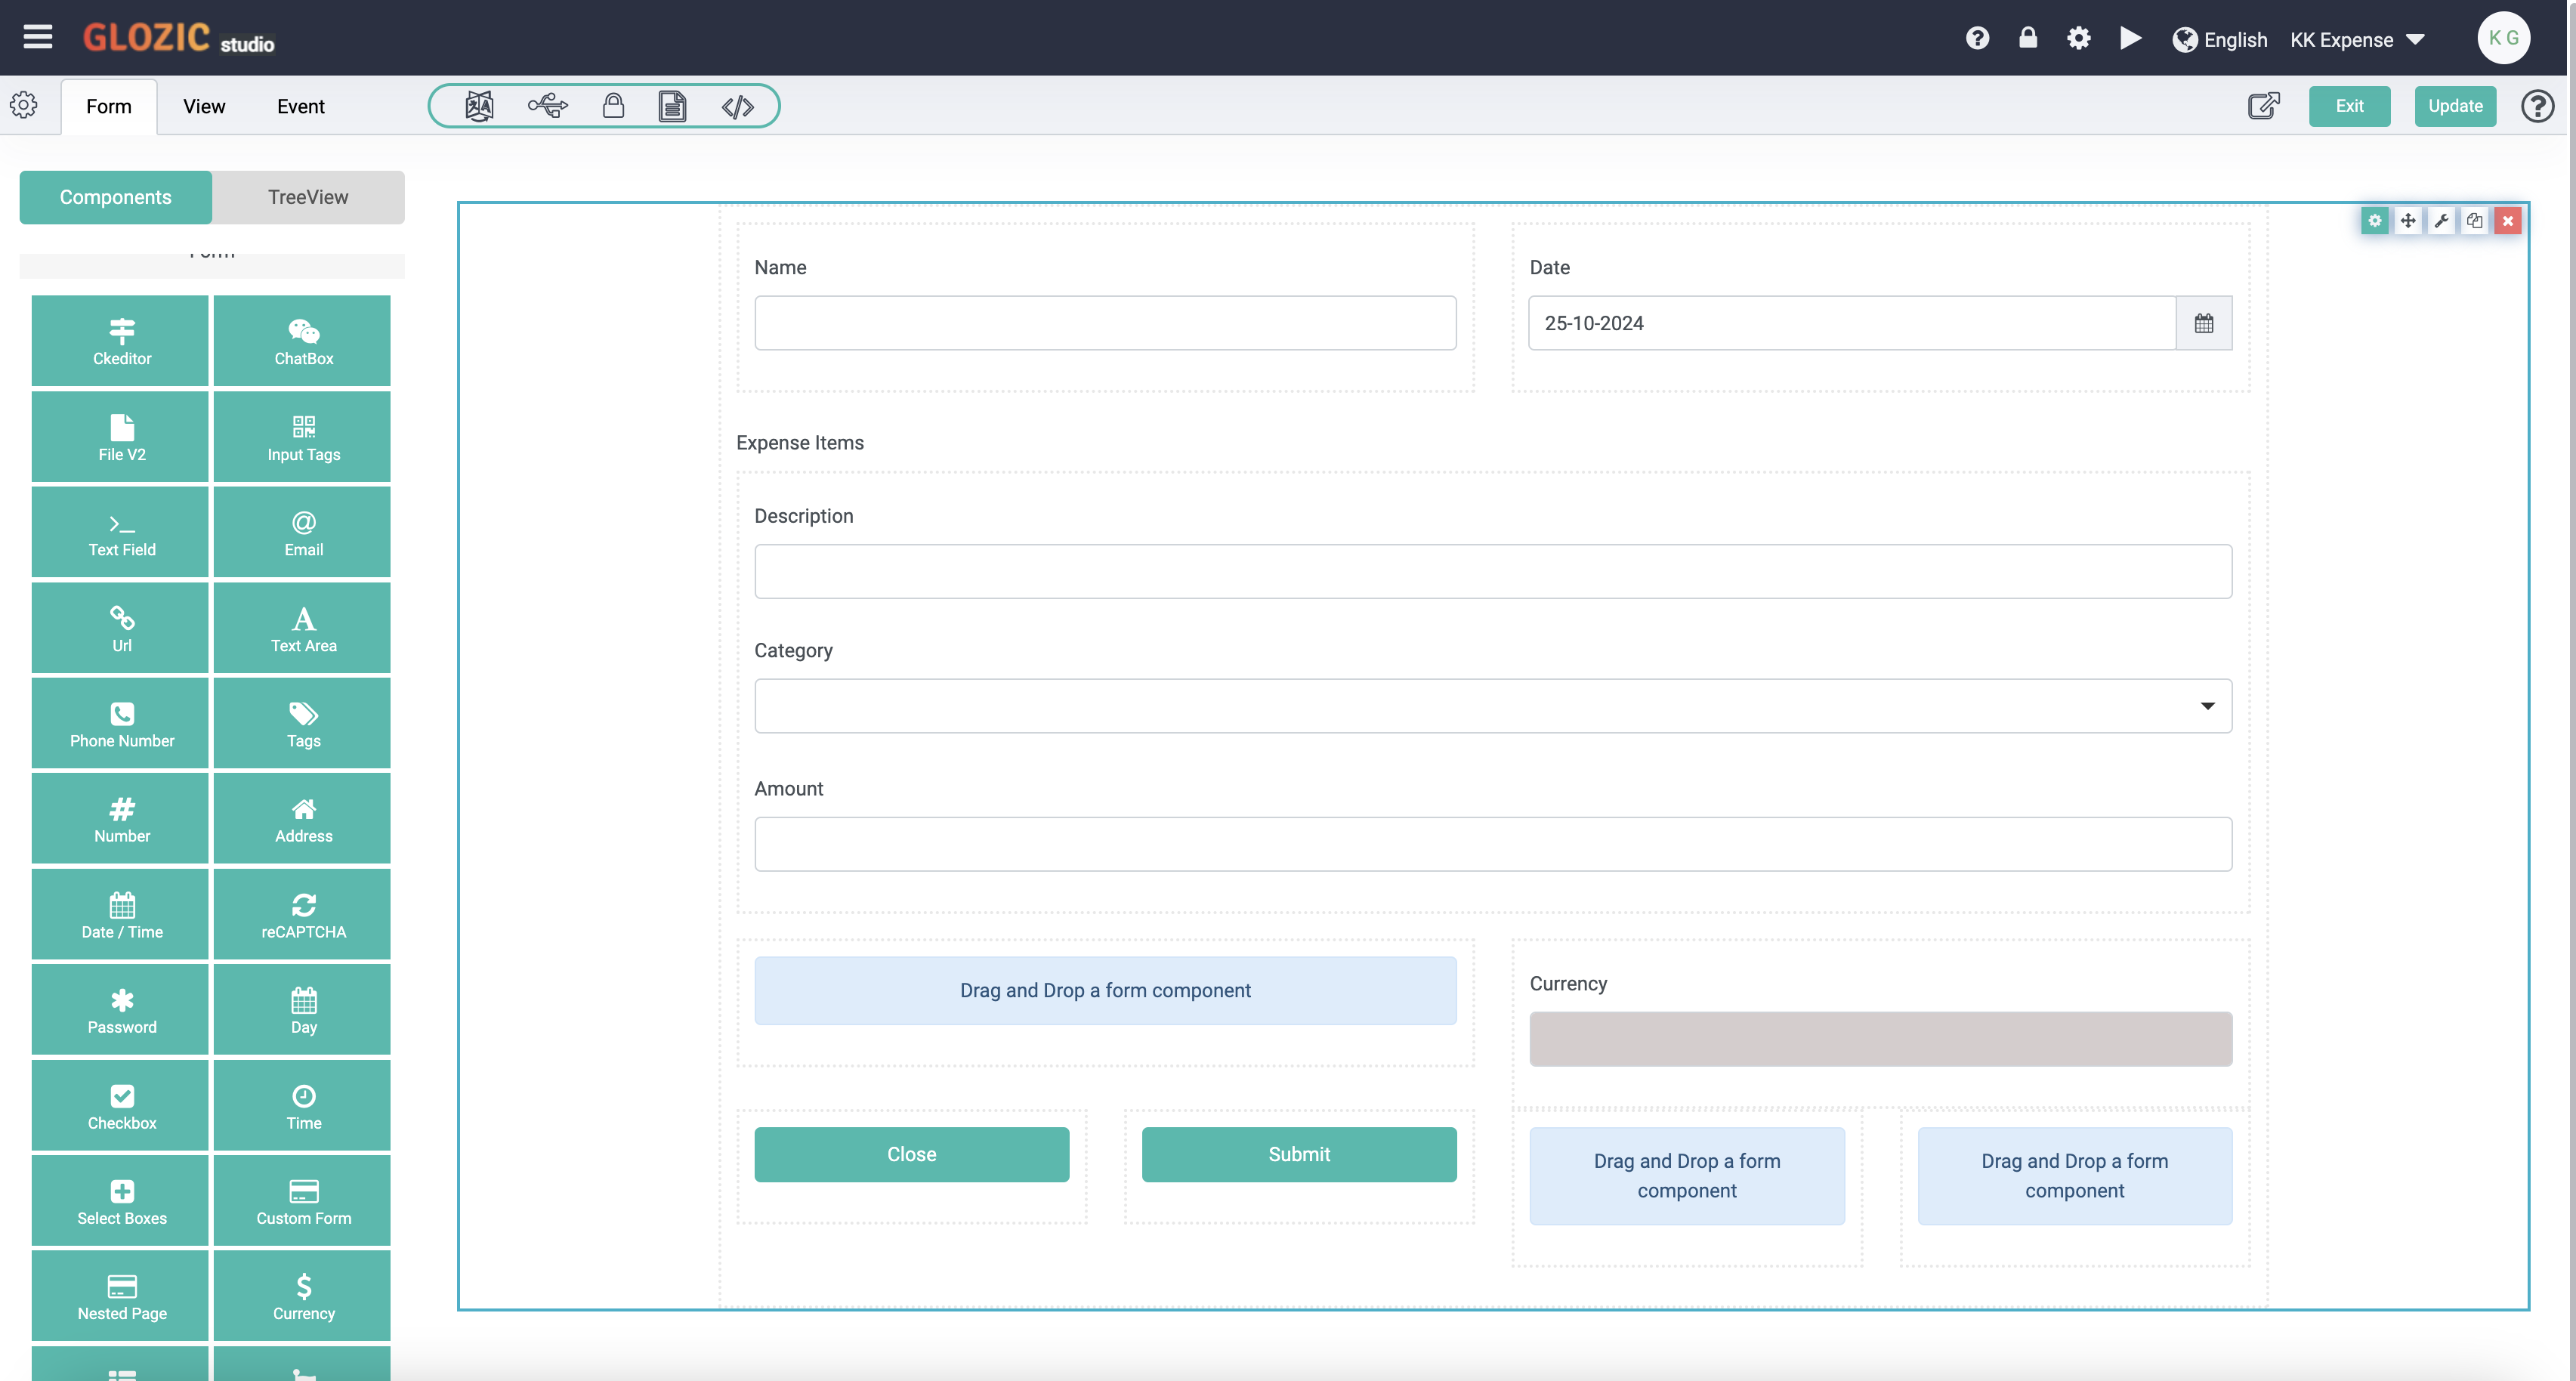 GLOZIC studio
English KK Expense K G
Form View Event
Exit Update
Components TreeView
Form
Ckeditor ChatBox
File V2 Input Tags
Text Field Email
Url Text Area
Phone Number Tags
Number Address
Date / Time reCAPTCHA
Password Day
Checkbox Time
Select Boxes Custom Form
Nested Page Currency
Name Date
25-10-2024
Expense Items
Description
Category
Amount
Drag and Drop a form component
Currency
Close Submit
Drag and Drop a form
component
Drag and Drop a form
component